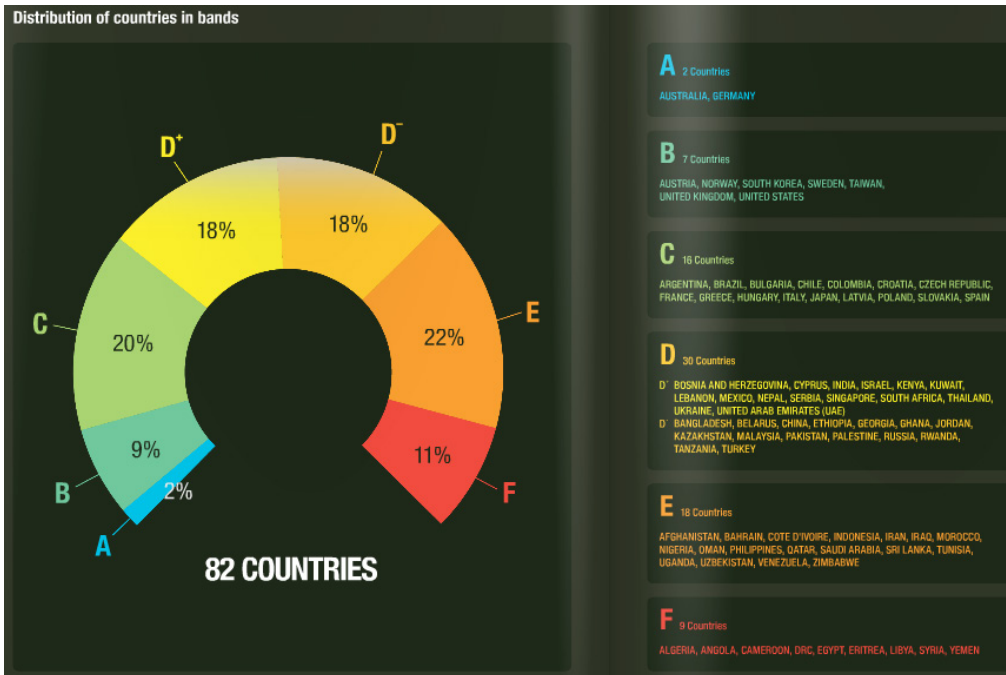 Distribution of countries in bands
D+
D-
18%
18%
C
20%
E
22%
B
9%
2%
A
11%
F
82 COUNTRIES
A 2 Countries
AUSTRALIA, GERMANY
B 7 Countries
AUSTRIA, NORWAY, SOUTH KOREA, SWEDEN, TAIWAN,
UNITED KINGDOM, UNITED STATES
C 16 Countries
ARGENTINA, BRAZIL, BULGARIA, CHILE, COLOMBIA, CROATIA, CZECH REPUBLIC,
FRANCE, GREECE, HUNGARY, ITALY, JAPAN, LATVIA, POLAND, SLOVAKIA, SPAIN
D 30 Countries
D+ BOSNIA AND HERZEGOVINA, CYPRUS, INDIA, ISRAEL, KENYA, KUWAIT,
LEBANON, MEXICO, NEPAL, SERBIA, SINGAPORE, SOUTH AFRICA, THAILAND,
UKRAINE, UNITED ARAB EMIRATES (UAE)
D- BANGLADESH, BELARUS, CHINA, ETHIOPIA, GEORGIA, GHANA, JORDAN,
KAZAKHSTAN, MALAYSIA, PAKISTAN, PALESTINE, RUSSIA, RWANDA,
TANZANIA, TURKEY
E 18 Countries
AFGHANISTAN, BAHRAIN, COTE D'IVOIRE, INDONESIA, IRAN, IRAQ, MOROCCO,
NIGERIA, OMAN, PHILIPPINES, QATAR, SAUDI ARABIA, SRI LANKA, TUNISIA,
UGANDA, UZBEKISTAN, VENEZUELA, ZIMBABWE
F 9 Countries
ALGERIA, ANGOLA, CAMEROON, DRC, EGYPT, ERITREA, LIBYA, SYRIA, YEMEN